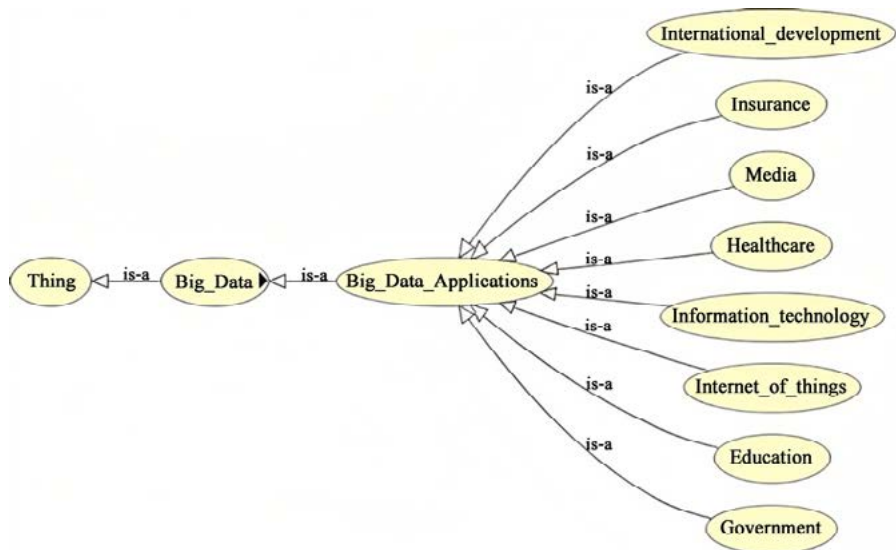 International_development
is-a
Insurance
is-a
Media
is-a
Healthcare
is-a
Thing
is-a
Big_Data
is-a
Big_Data_Applications
is-a
Information_technology
is-a
Internet_of_things
is-a
Education
is-a
Government